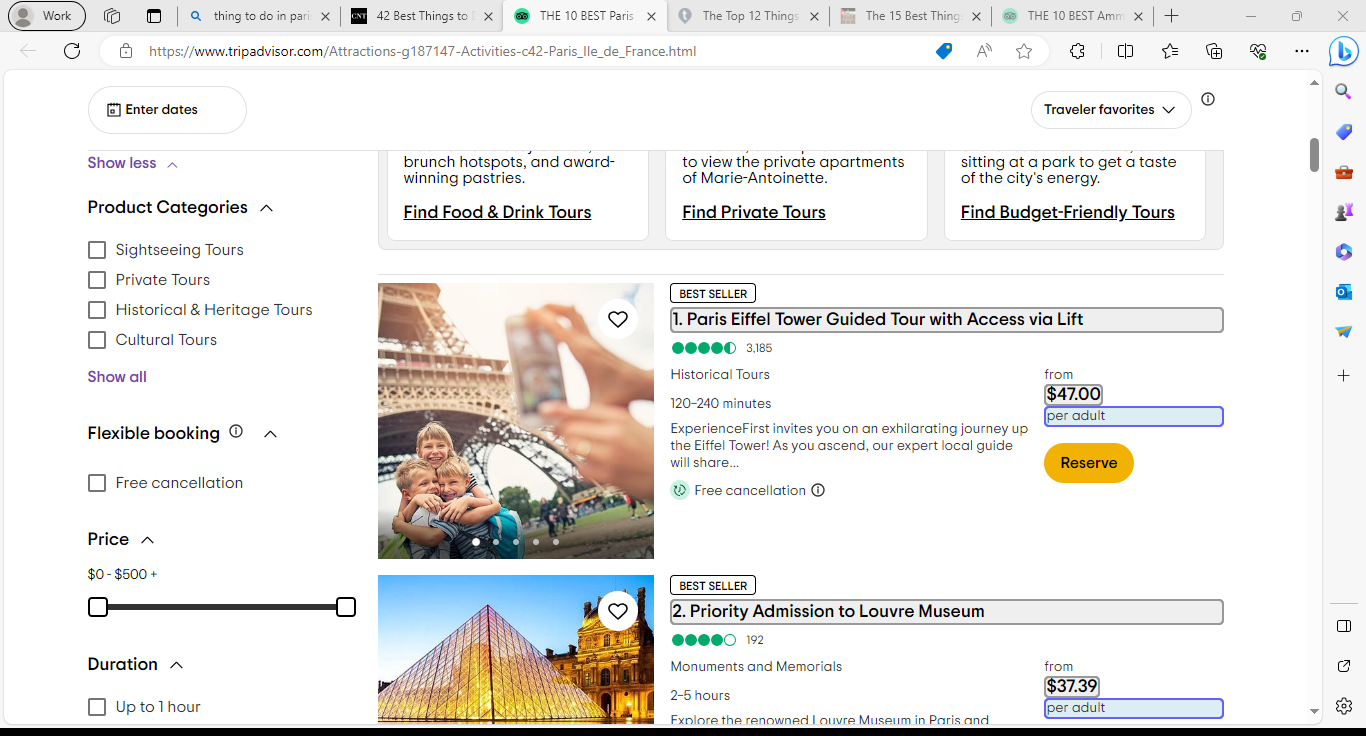 Work
thing to do in pari
42 Best Things to D
THE 10 BEST Paris
The Top 12 Things
The 15 Best Things
THE 10 BEST Amm
https://www.tripadvisor.com/Attractions-g187147-Activities-c42-Paris_Ile_de_France.html
Enter dates
Traveler favorites
Show less
brunch hotspots, and award-
winning pastries.
Find Food & Drink Tours
to view the private apartments
of Marie-Antoinette.
Find Private Tours
sitting at a park to get a taste
of the city's energy.
Find Budget-Friendly Tours
Product Categories
Sightseeing Tours
Private Tours
Historical & Heritage Tours
Cultural Tours
Show all
Flexible booking
Free cancellation
Price
$0 - $500 +
Duration
Up to 1 hour
BEST SELLER
1. Paris Eiffel Tower Guided Tour with Access via Lift
3,185
Historical Tours
120–240 minutes
ExperienceFirst invites you on an exhilarating journey up
the Eiffel Tower! As you ascend, our expert local guide
will share...
Free cancellation
from
$47.00
per adult
Reserve
BEST SELLER
2. Priority Admission to Louvre Museum
192
Monuments and Memorials
2–5 hours
Explore the renowned Louvre Museum in Paris and
from
$37.39
per adult